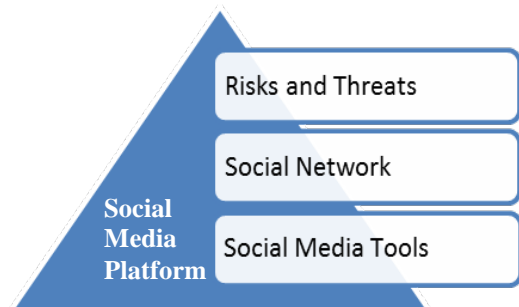 Risks and Threats
Social Network
Social Media Tools
Social
Media
Platform